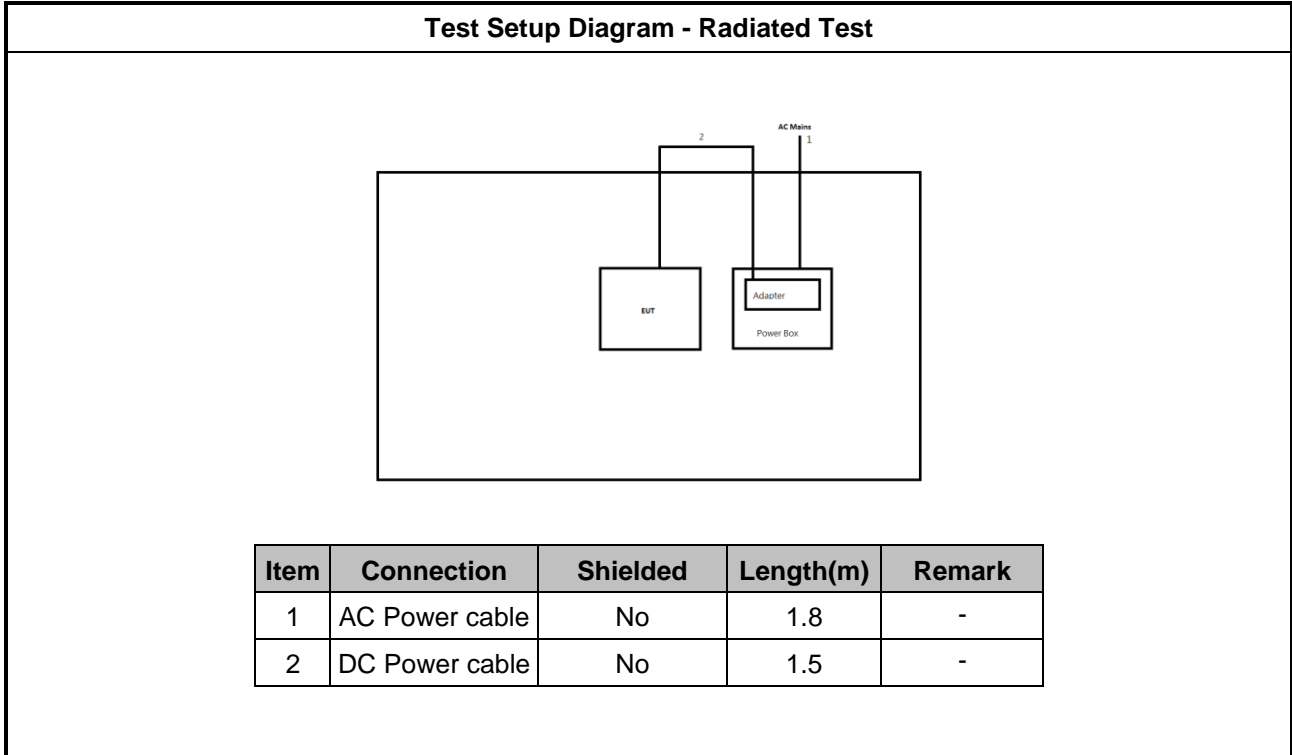 Test Setup Diagram - Radiated Test
AC Mains
2
1
Adapter
EUT
Power Box
Item Connection Shielded Length(m) Remark
1 AC Power cable No 1.8 -
2 DC Power cable No 1.5 -